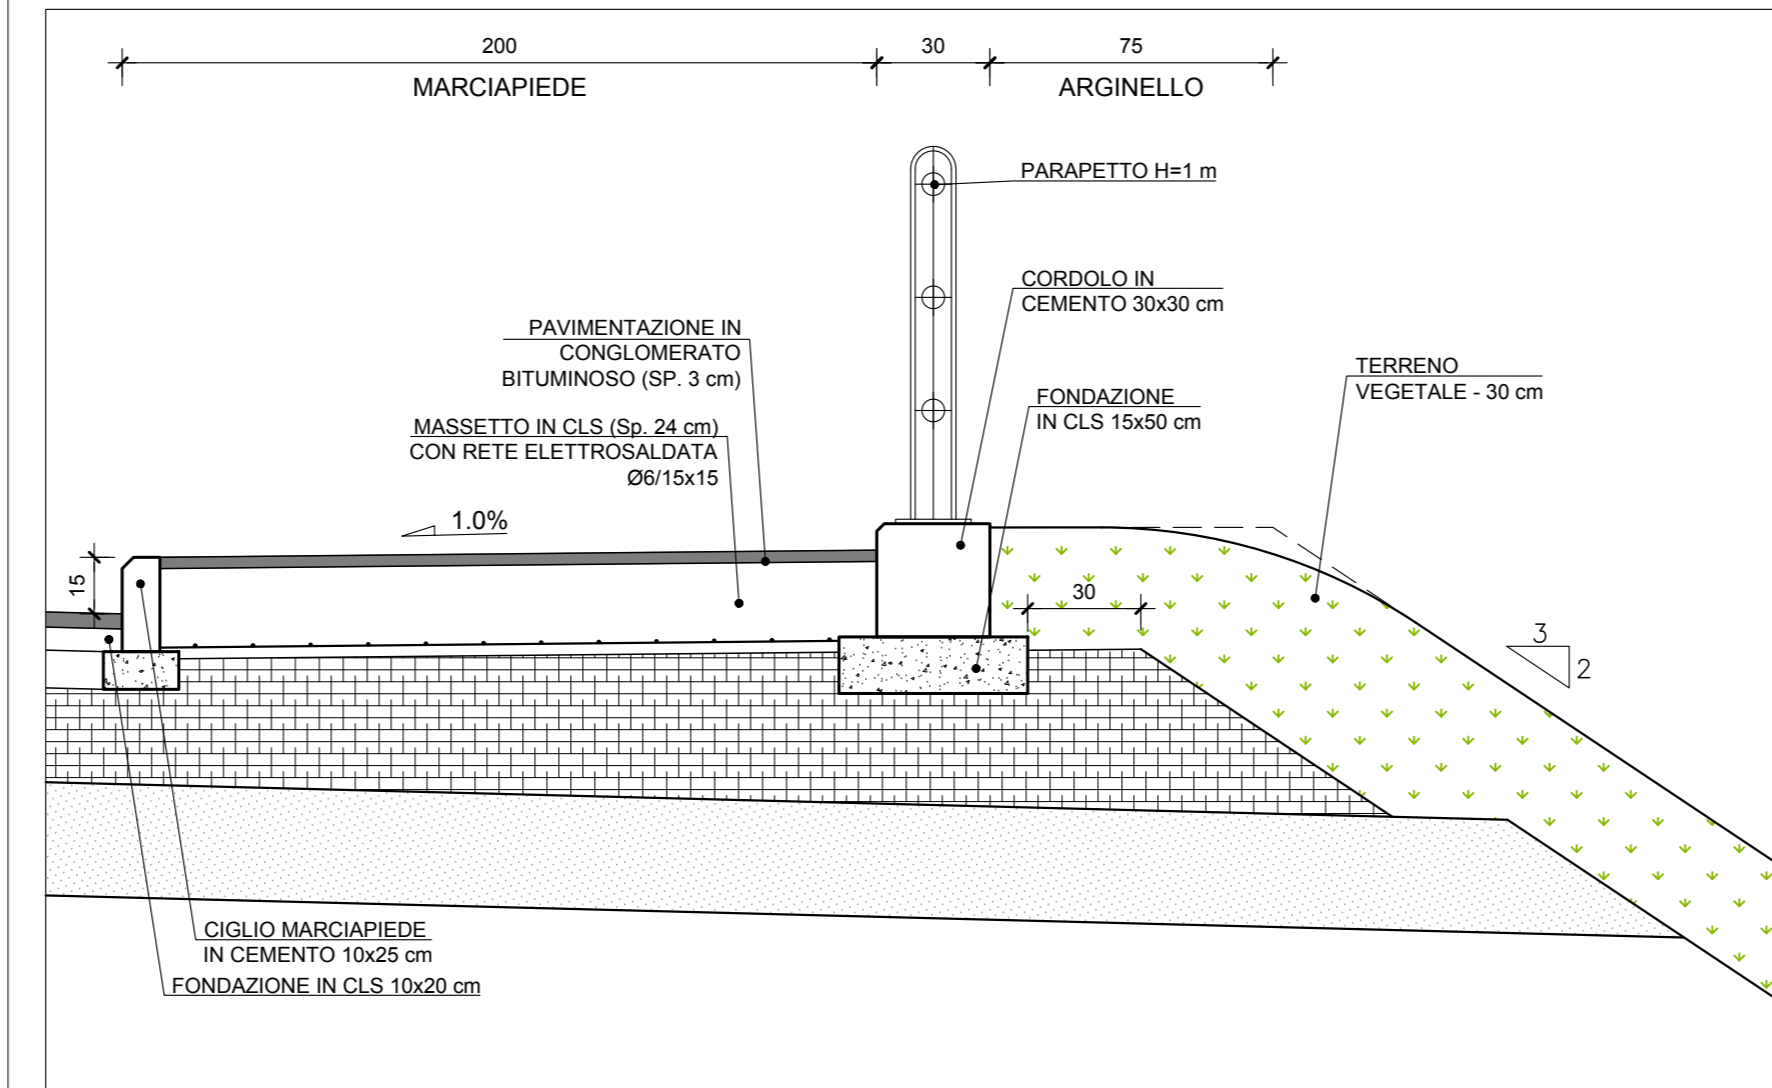 200
30
75
MARCIAPIEDE
ARGINELLO
PARAPETTO H=1 m
CORDOLO IN
CEMENTO 30x30 cm
PAVIMENTAZIONE IN
CONGLOMERATO
BITUMINOSO (SP. 3 cm)
TERRENO
VEGETALE - 30 cm
FONDAZIONE
IN CLS 15x50 cm
MASSETTO IN CLS (Sp. 24 cm)
CON RETE ELETTROSALDATA
Ø6/15x15
1.0%
15
30
3
2
CIGLIO MARCIAPIEDE
IN CEMENTO 10x25 cm
FONDAZIONE IN CLS 10x20 cm